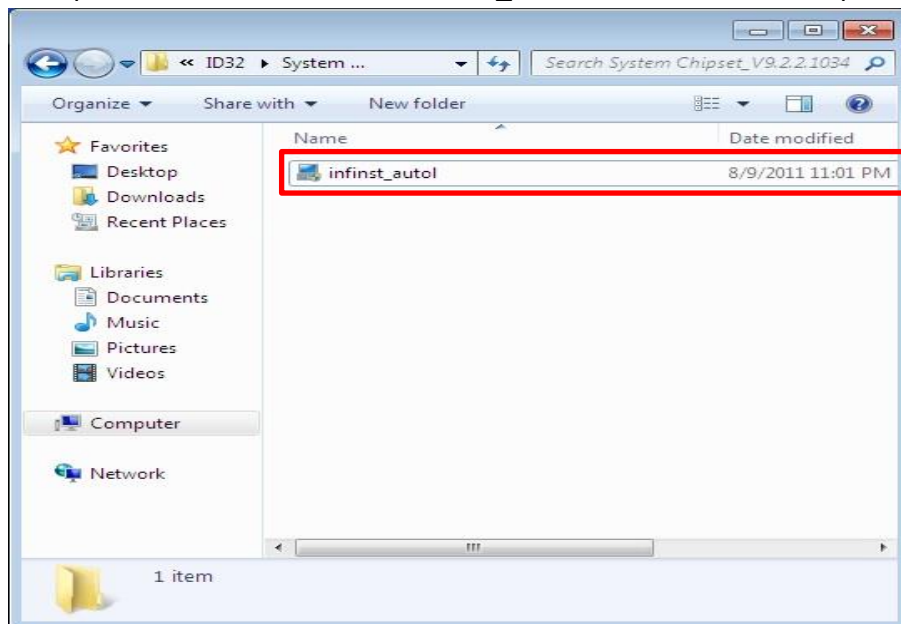 « ID32 ▸ System ... Search System Chipset_V9.2.2.1034
Organize Share with New folder
Name Date modified
Favorites
Desktop
Downloads
Recent Places
infinst_autol 8/9/2011 11:01 PM
Libraries
Documents
Music
Pictures
Videos
Computer
Network
1 item